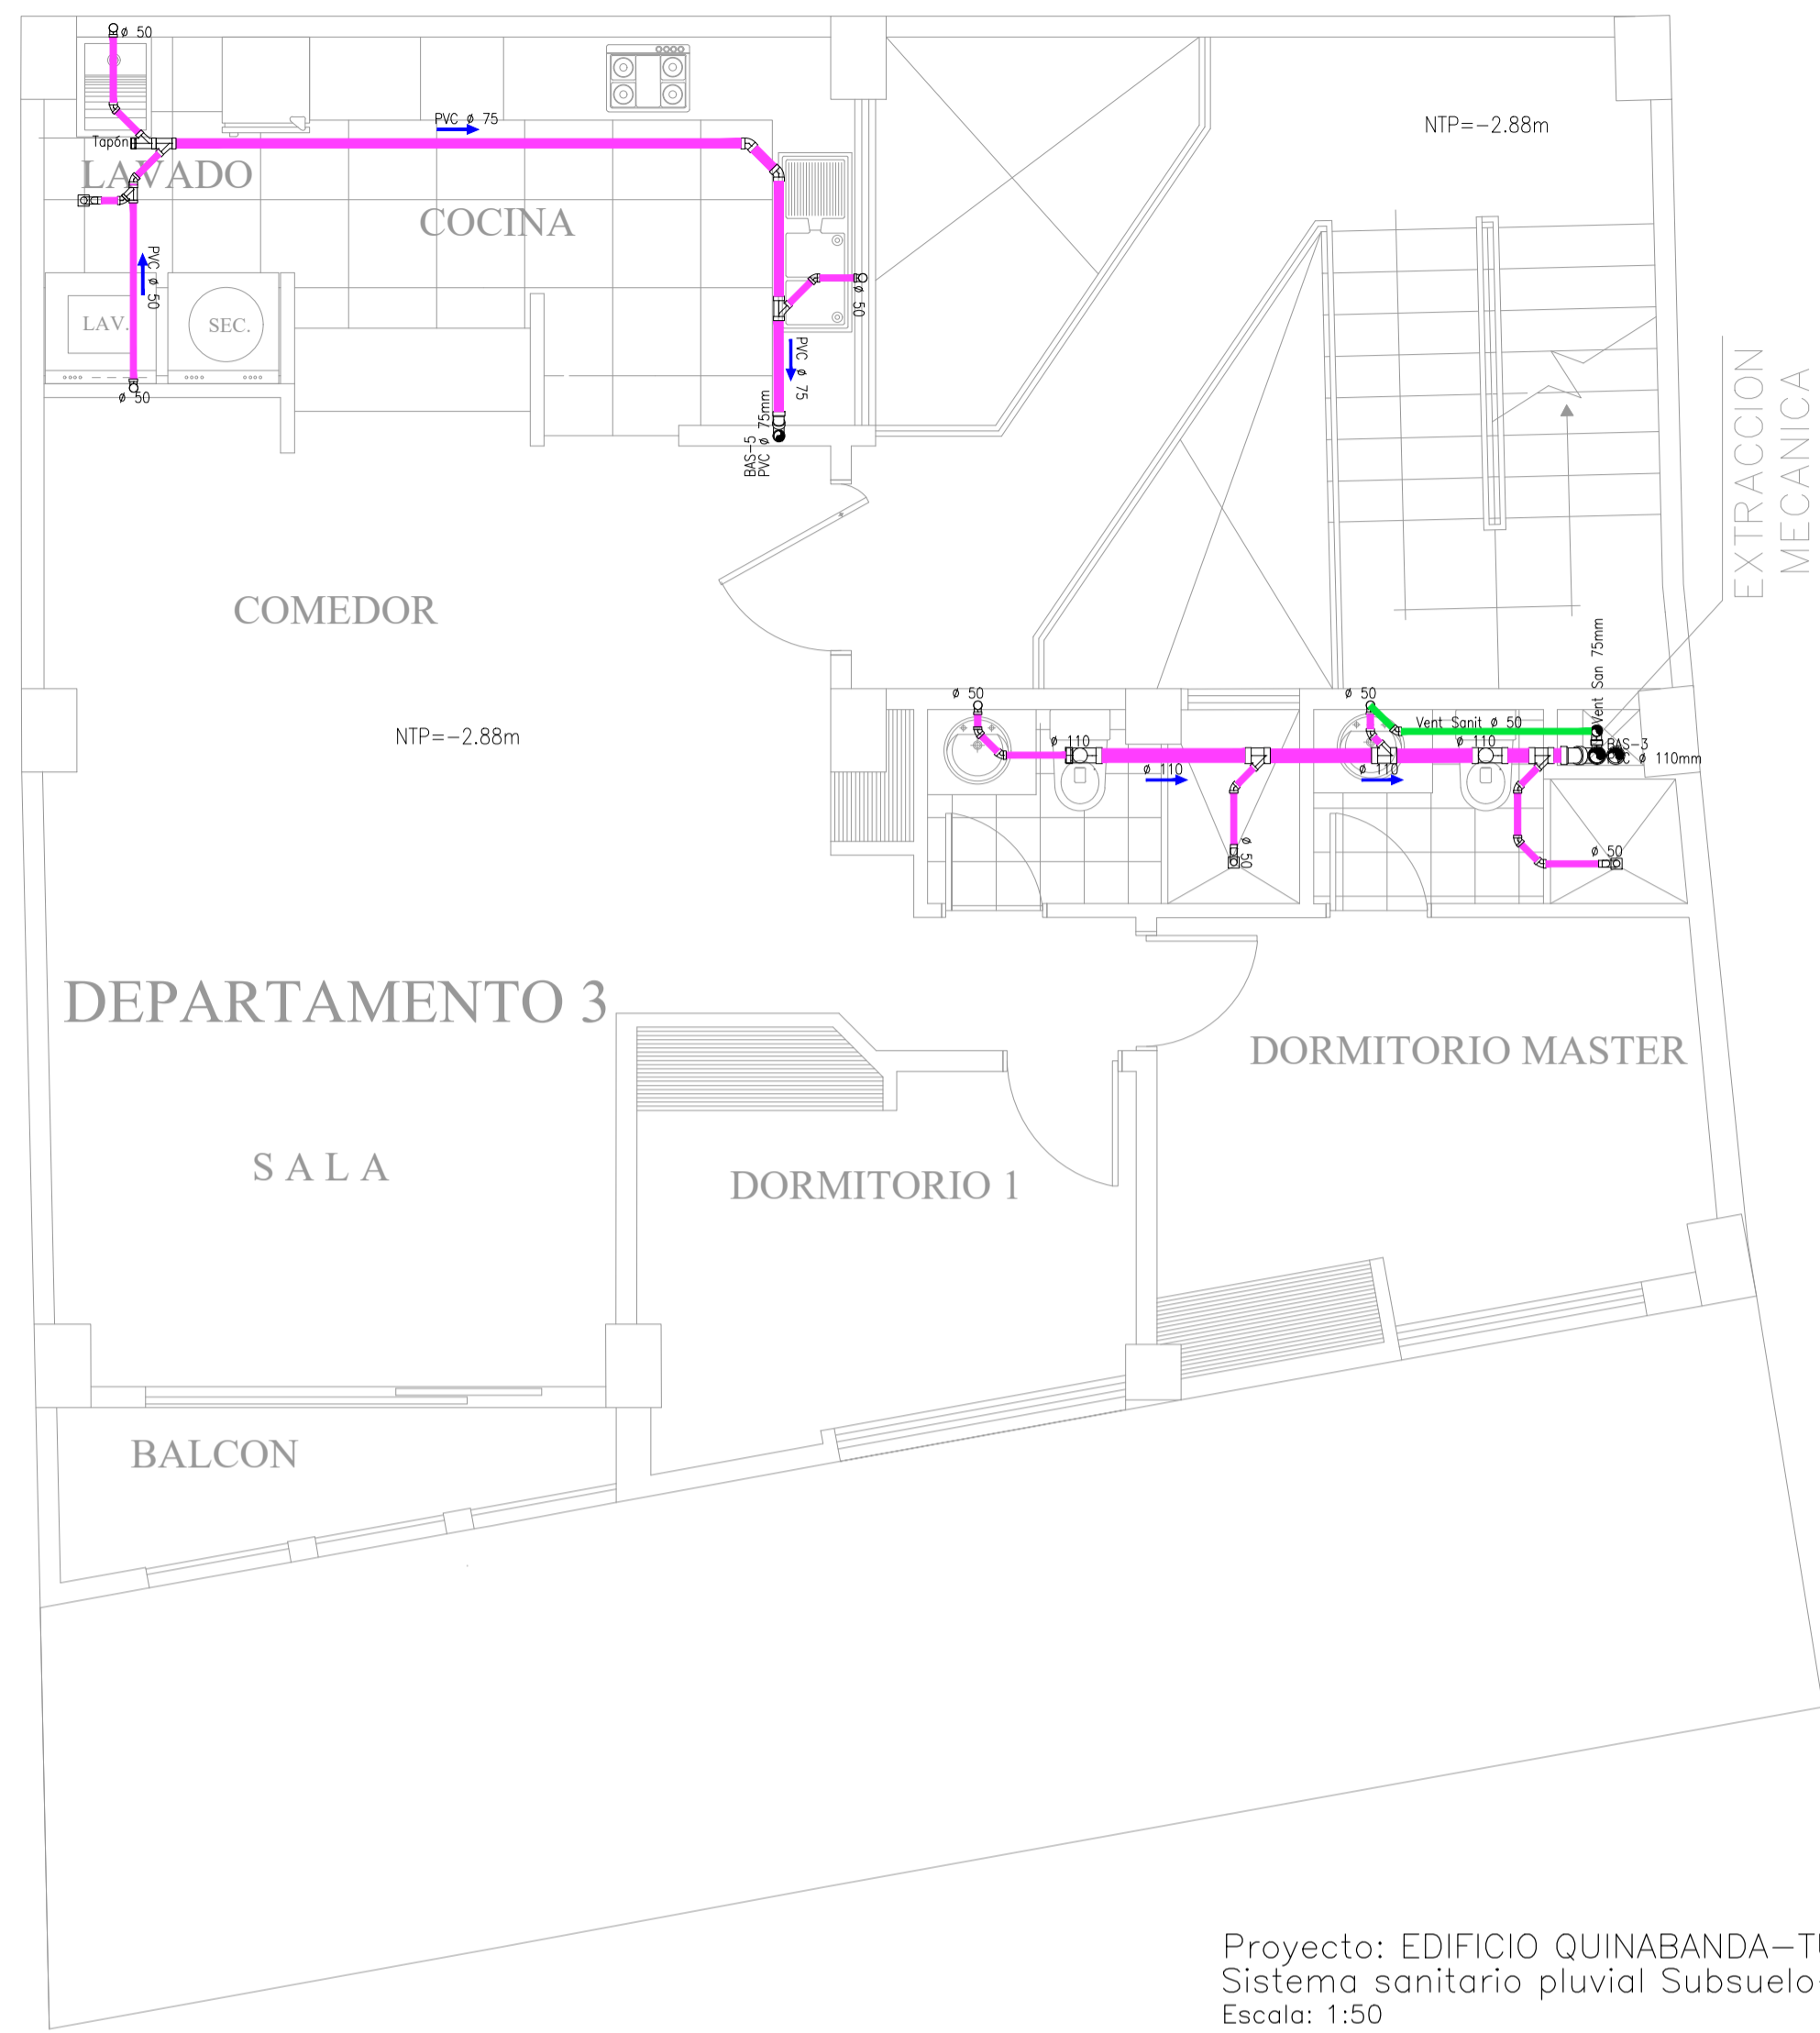 ø 50
PVC ø 75
NTP=-2.88m
Tapón
LAVADO
COCINA
PVC ø 50
ø 50
LAV.
SEC.
PVC ø 75
ø 50
BAS-5
PVC ø 75mm
EXTRACCION
MECANICA
COMEDOR
Vent San 75mm
ø 50
ø 50
NTP=-2.88m
Vent Sanit ø 50
ø 110
ø 110
BAS-3
ø 110mm
ø 110
ø 110
ø 50
ø 50
DEPARTAMENTO 3
DORMITORIO MASTER
SALA
DORMITORIO 1
BALCON
Proyecto: EDIFICIO QUINABANDA-
Sistema sanitario pluvial Subsuelo
Escala: 1:50